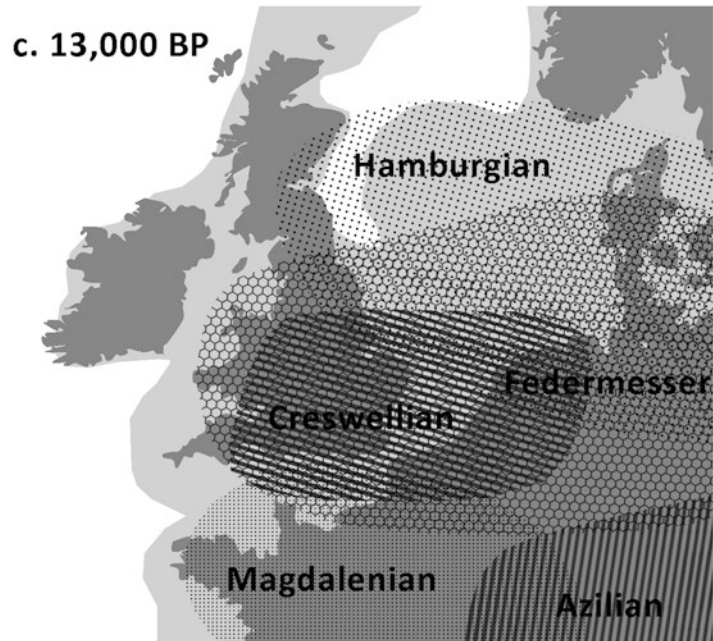 c. 13,000 BP
Hamburgian
Federmesser
Creswellian
Magdalenian
Azilian